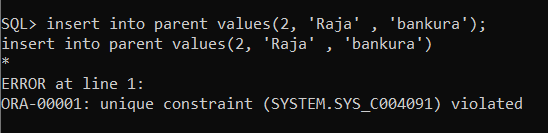 SQL> insert into parent values(2, 'Raja' , 'bankura');
insert into parent values(2, 'Raja' , 'bankura')
*
ERROR at line 1:
ORA-00001: unique constraint (SYSTEM.SYS_C004091) violated